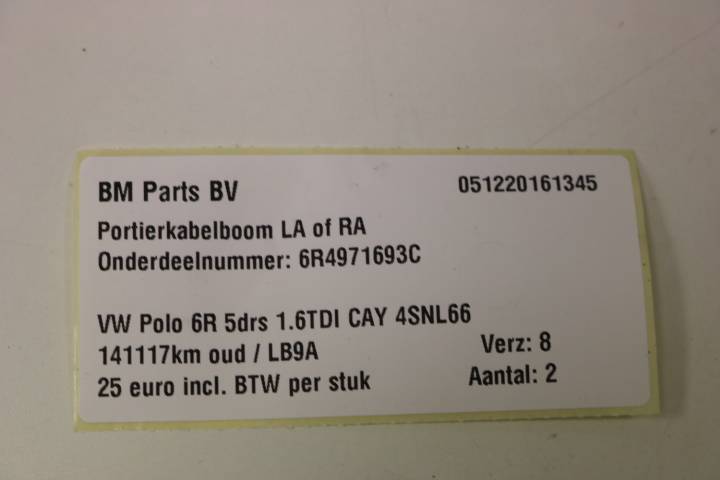 BM Parts BV 051220161345
Portierkabelboom LA of RA
Onderdeelnummer: 6R4971693C
VW Polo 6R 5drs 1.6TDI CAY 4SNL66
141117km oud / LB9A Verz: 8
25 euro incl. BTW per stuk Aantal: 2